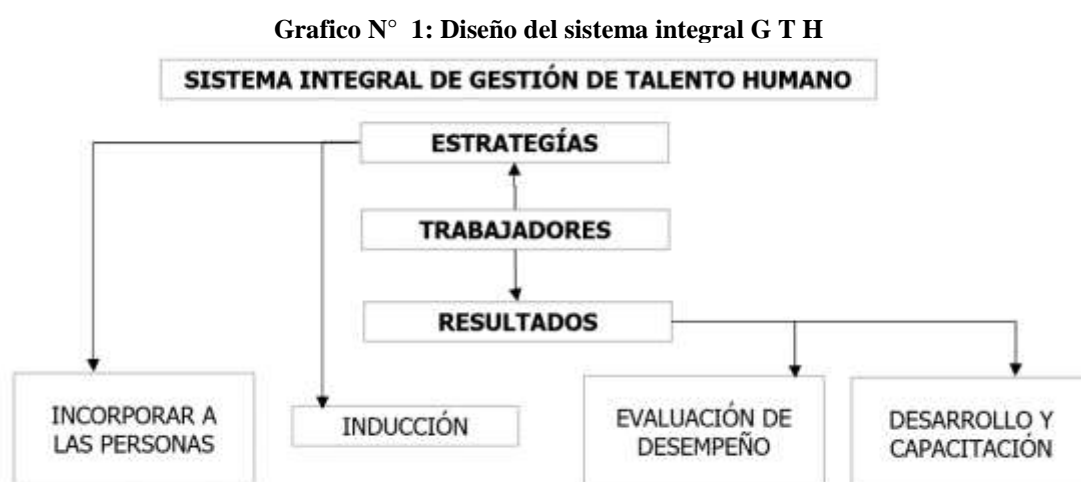 Grafico N° 1: Diseño del sistema integral G T H
SISTEMA INTEGRAL DE GESTIÓN DE TALENTO HUMANO
ESTRATEGÍAS
TRABAJADORES
RESULTADOS
INCORPORAR A
LAS PERSONAS
INDUCCIÓN
EVALUACIÓN DE
DESEMPEÑO
DESARROLLO Y
CAPACITACIÓN